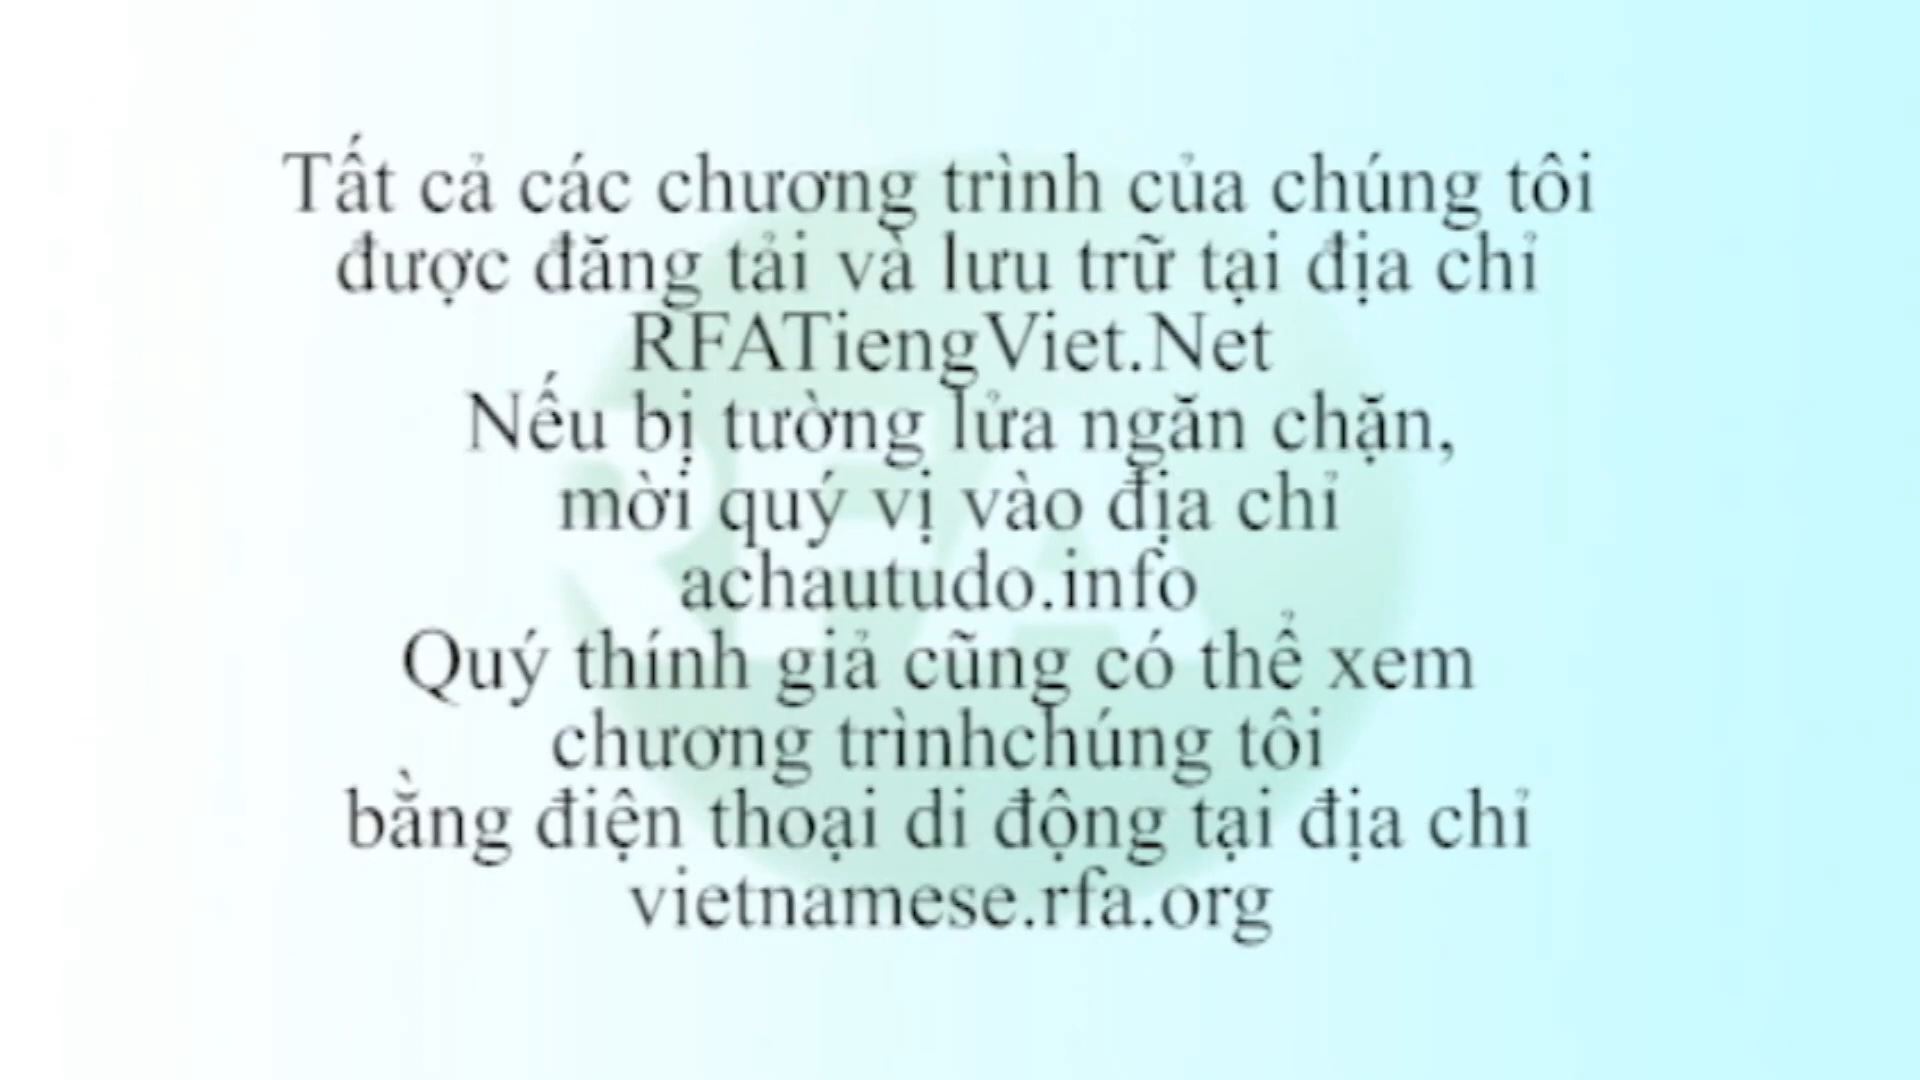 Tất cả các chương trình của chúng tôi
được đăng tải và lưu trữ tại địa chỉ
RFATiengViet.Net
Nếu bị tường lửa ngăn chặn,
mời quý vị vào địa chỉ
achautudo.info
Quý thính giả cũng có thể xem
chương trìnhchúng tôi
bằng điện thoại di động tại địa chỉ
vietnamese.rfa.org
RFA